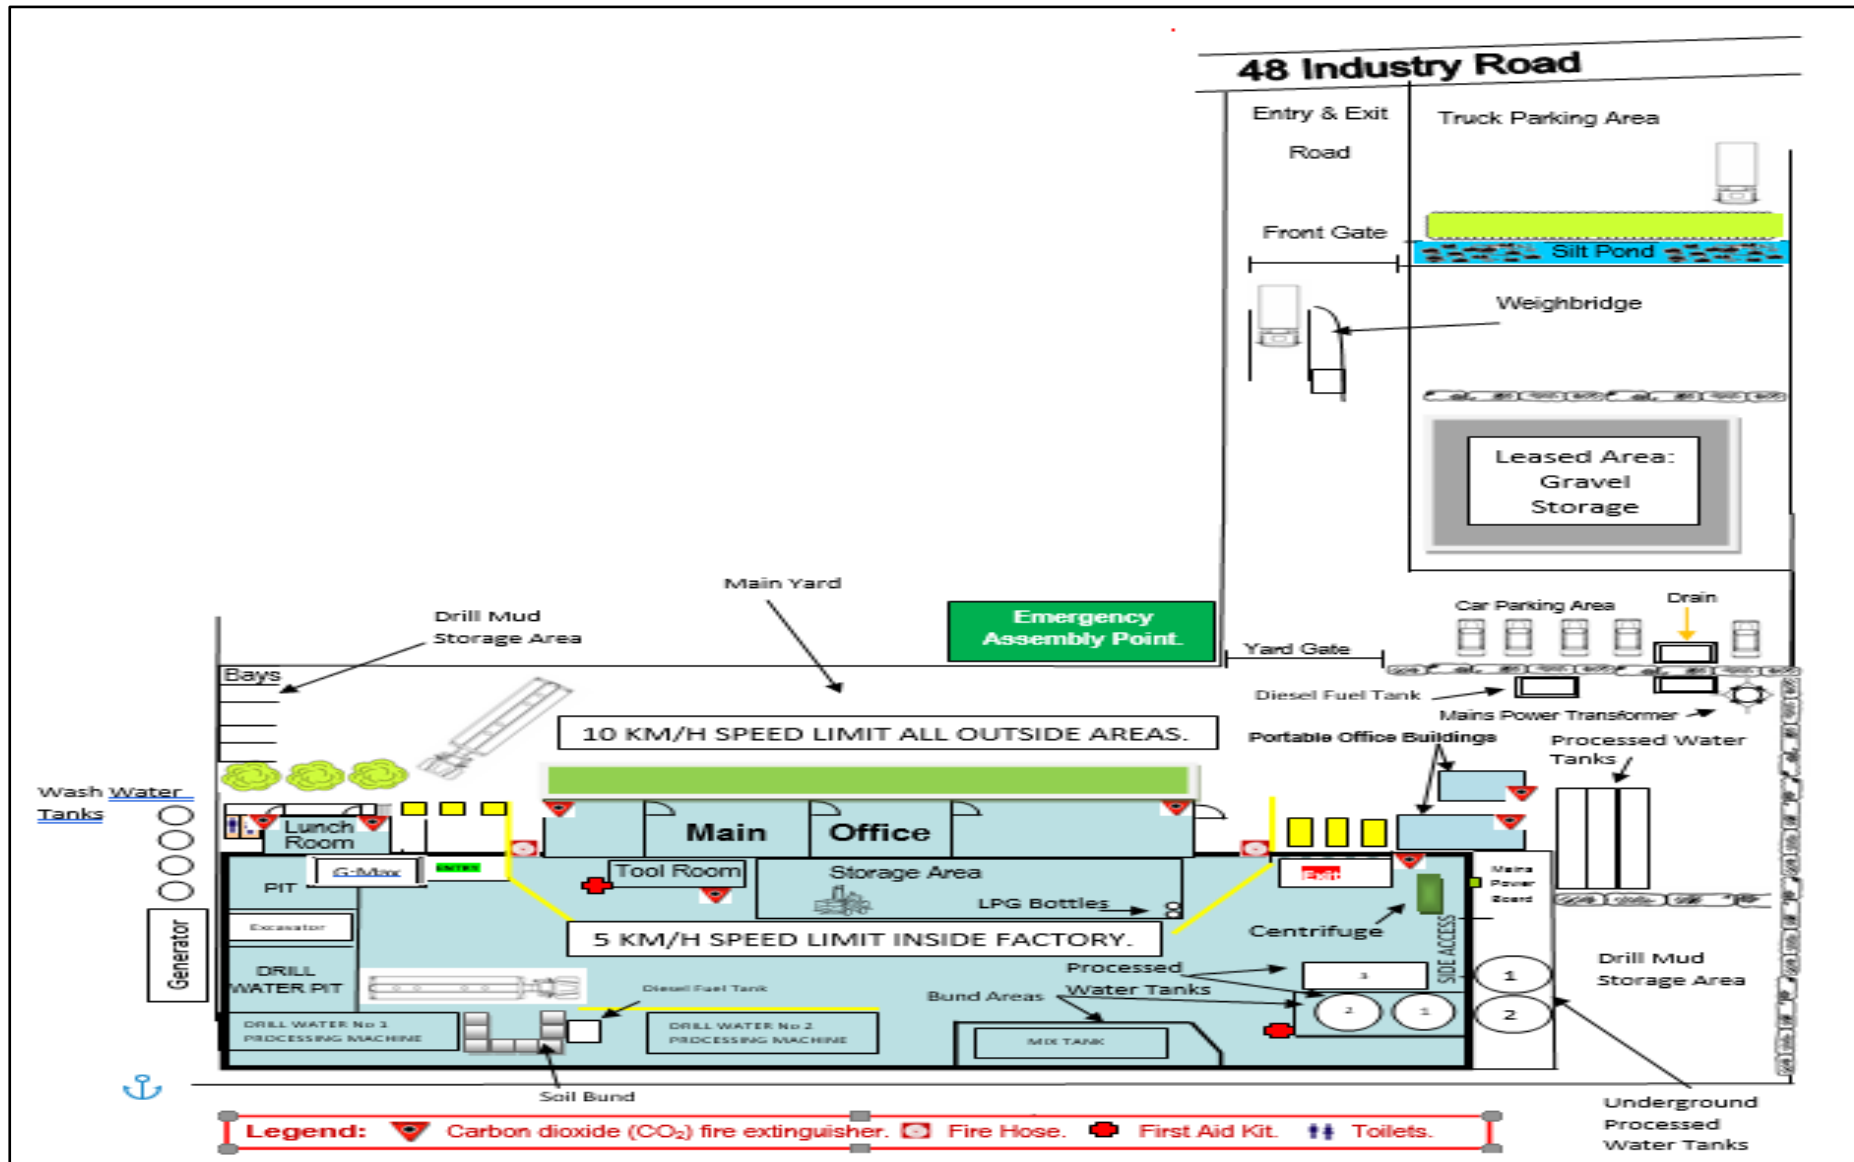 48 Industry Road
Entry & Exit
Road
Truck Parking Area
Front Gate
Silt Pond
Weighbridge
Leased Area:
Gravel
Storage
Main Yard
Drill Mud
Storage Area
Emergency
Assembly Point.
Car Parking Area
Drain
Yard Gate
Bays
Diesel Fuel Tank
Mains Power Transformer
10 KM/H SPEED LIMIT ALL OUTSIDE AREAS.
Portable Office Buildings
Processed Water
Tanks
Wash Water
Tanks
Lunch
Room
Main Office
G-Max
ENTRY
Tool Room
Storage Area
Exit
Mains
Power
Board
PIT
LPG Bottles
Excavator
5 KM/H SPEED LIMIT INSIDE FACTORY.
Centrifuge
SIDE ACCESS
Generator
DRILL
WATER PIT
Diesel Fuel Tank
Processed
Water Tanks
Bund Areas
3
2
1
1
2
Drill Mud
Storage Area
DRILL WATER No 1
PROCESSING MACHINE
DRILL WATER No 2
PROCESSING MACHINE
MIX TANK
Soil Bund
Underground
Processed
Water Tanks
Legend: Carbon dioxide (CO₂) fire extinguisher. Fire Hose. First Aid Kit. Toilets.